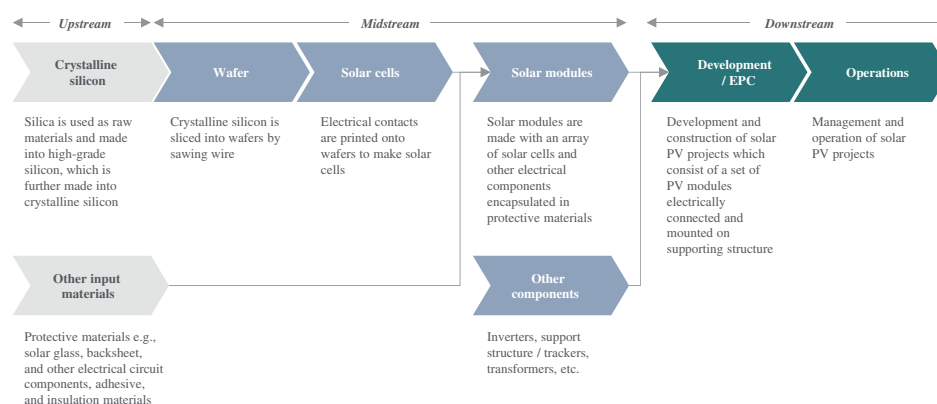 Upstream
Midstream
Downstream
Crystalline
silicon
Wafer
Solar cells
Solar modules
Development
/ EPC
Operations
Silica is used as raw
materials and made
into high-grade
silicon, which is
further made into
crystalline silicon
Crystalline silicon is
sliced into wafers by
sawing wire
Electrical contacts
are printed onto
wafers to make solar
cells
Solar modules are
made with an array
of solar cells and
other electrical
components
encapsulated in
protective materials
Development and
construction of solar
PV projects which
consist of a set of
PV modules
electrically
connected and
mounted on
supporting structure
Management and
operation of solar
PV projects
Other input
materials
Other
components
Protective materials e.g.,
solar glass, backsheet,
and other electrical circuit
components, adhesive,
and insulation materials
Inverters, support
structure / trackers,
transformers, etc.